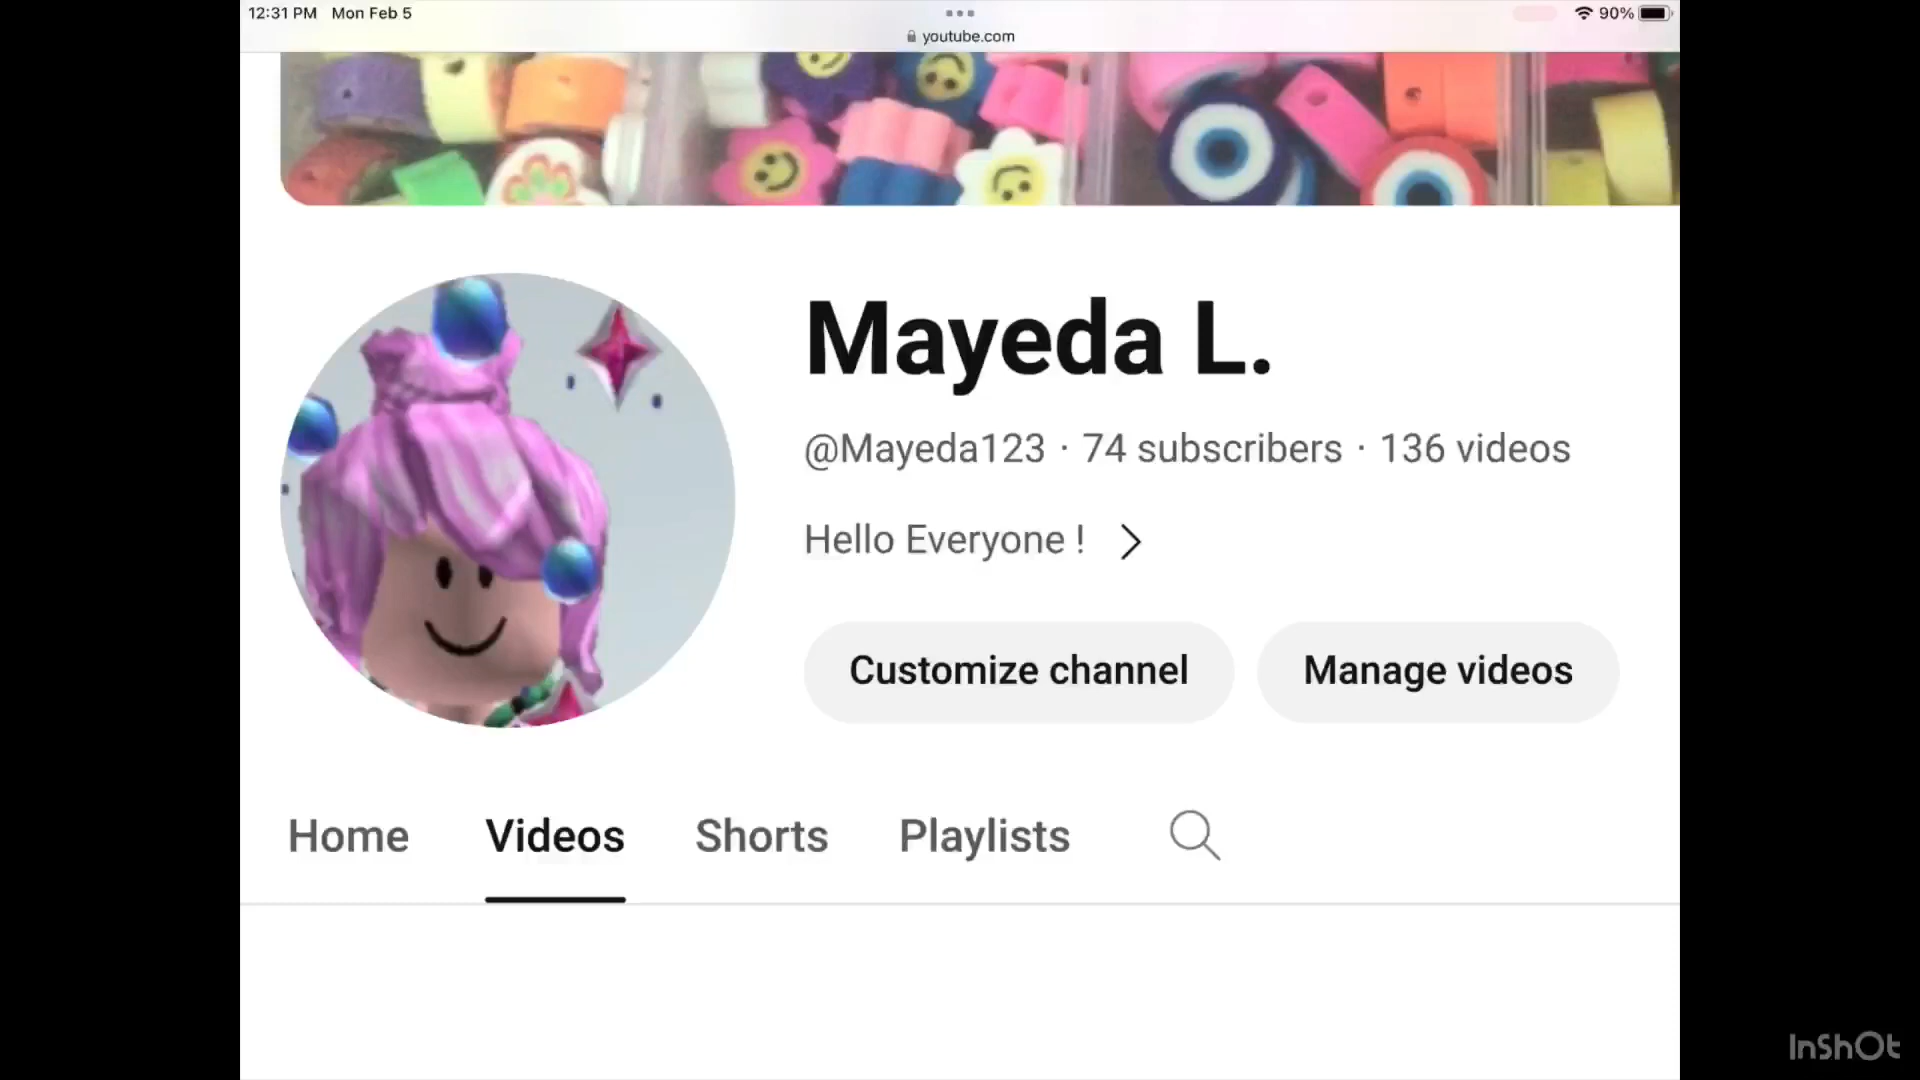 12:31 PM Mon Feb 5
90%
youtube.com
Mayeda L.
@Mayeda123 · 74 subscribers · 136 videos
Hello Everyone !
Customize channel
Manage videos
Home Videos Shorts Playlists
InShOt